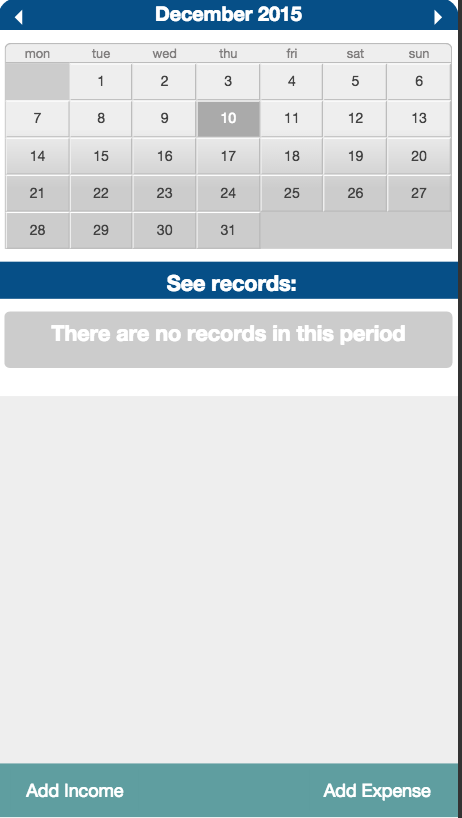 December 2015
mon tue wed thu fri sat sun
1 2 3 4 5 6
7 8 9 10 11 12 13
14 15 16 17 18 19 20
21 22 23 24 25 26 27
28 29 30 31
See records:
There are no records in this period
Add Income Add Expense